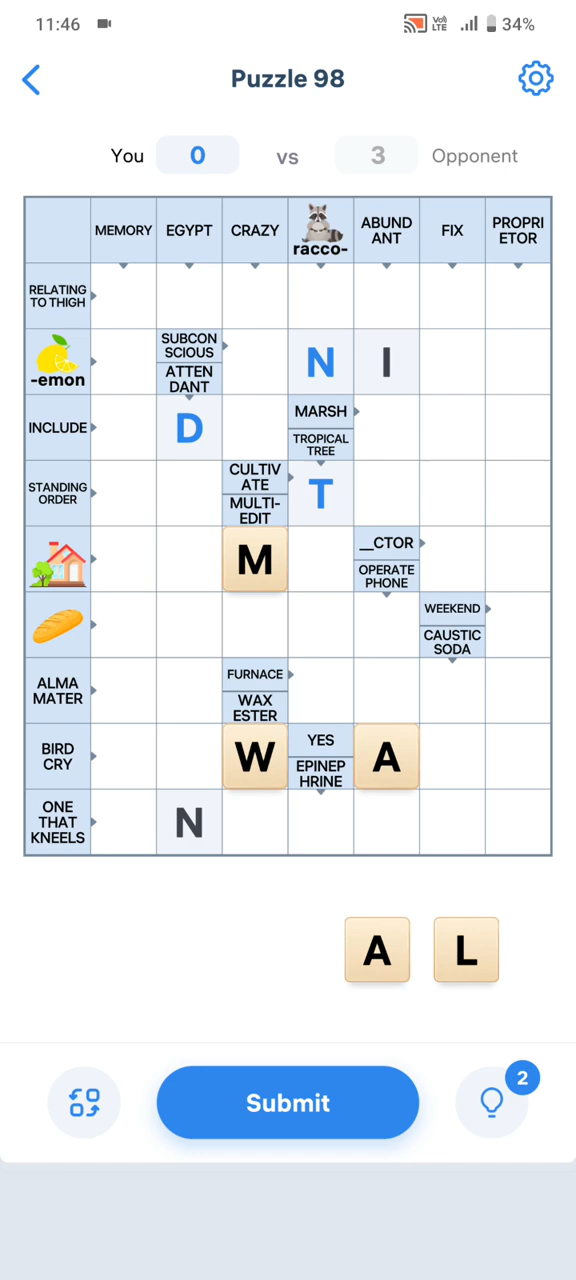 11:46 Vo) LTE 34%
Puzzle 98
You 0 vs 3 Opponent
MEMORY EGYPT CRAZY racco- ABUND
ANT FIX PROPRI
ETOR
RELATING
TO THIGH
-emon SUBCON
SCIOUS
ATTEN
DANT N I
INCLUDE D MARSH
TROPICAL
TREE
STANDING
ORDER CULTIV
ATE
MULTI-
EDIT T
M __CTOR
OPERATE
PHONE
WEEKEND
CAUSTIC
SODA
ALMA
MATER FURNACE
WAX
ESTER
BIRD
CRY W YES
EPINEP
HRINE A
ONE
THAT
KNEELS N
A L
Submit 2